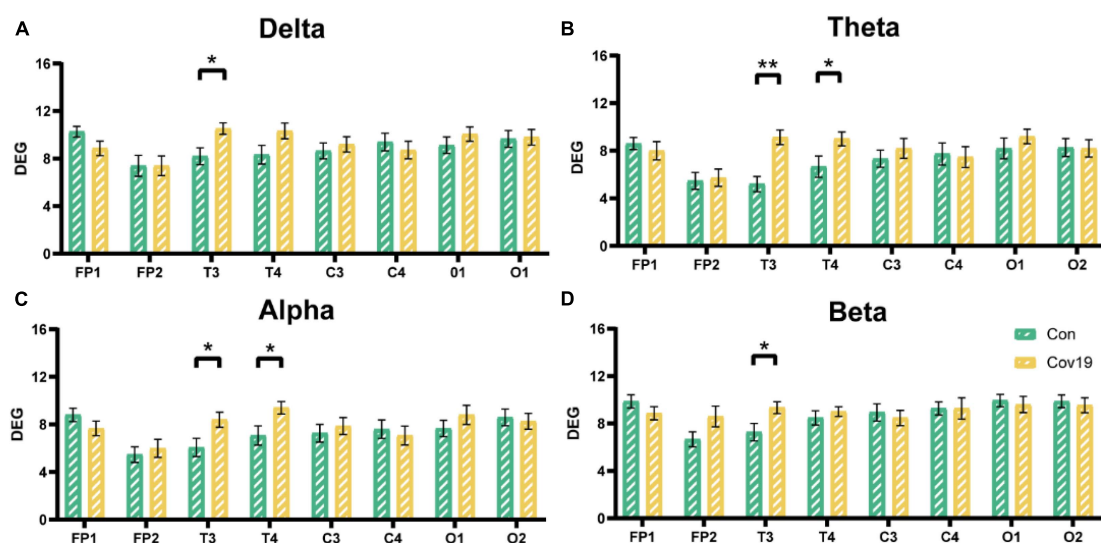 A
Delta
*
16
12
8
4
0
DEG
FP1 FP2 T3 T4 C3 C4 01 O1
B
Theta
** *
16
12
8
4
0
DEG
FP1 FP2 T3 T4 C3 C4 O1 O2
C
Alpha
* *
16
12
8
4
0
DEG
FP1 FP2 T3 T4 C3 C4 O1 O2
D
Beta
*
Con
Cov19
16
12
8
4
0
DEG
FP1 FP2 T3 T4 C3 C4 O1 O2